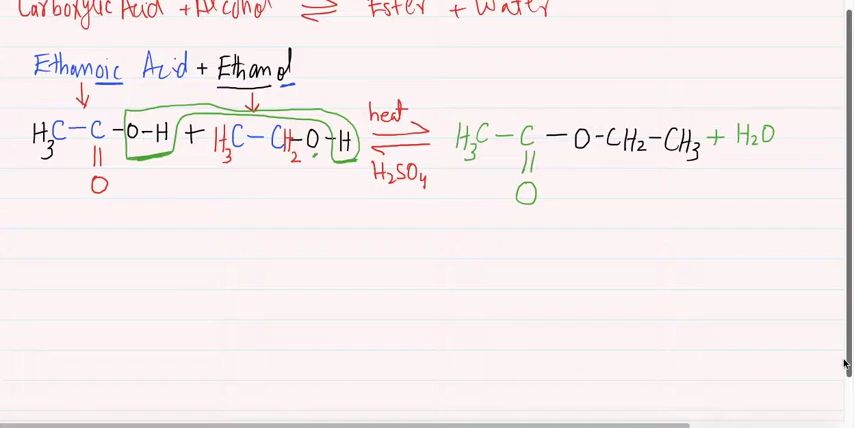 Carboxylic Acid + Alcohol ⇌ Ester + Water
Ethanoic Acid + Ethanol
H3C – C – O – H + H3C – CH2 – O – H heat ⇌ H2SO4 H3C – C – O – CH2 – CH3 + H2O
|| ||
O O